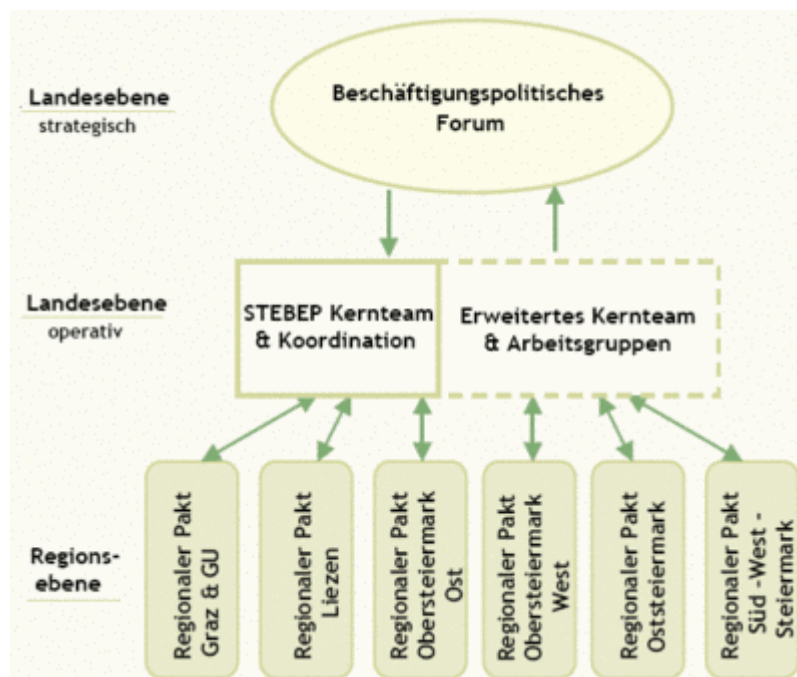 Beschäftigungspolitisches
Forum
Landesebene
strategisch
STEBEP Kernteam
& Koordination
Erweitertes Kernteam
& Arbeitsgruppen
Landesebene
operativ
Regions-
ebene
Regionaler Pakt
Graz & GU
Regionaler Pakt
Liezen
Regionaler Pakt
Obersteiermark
Ost
Regionaler Pakt
Obersteiermark
West
Regionaler Pakt
Oststeiermark
Regionaler Pakt
Süd -West -
Steiermark